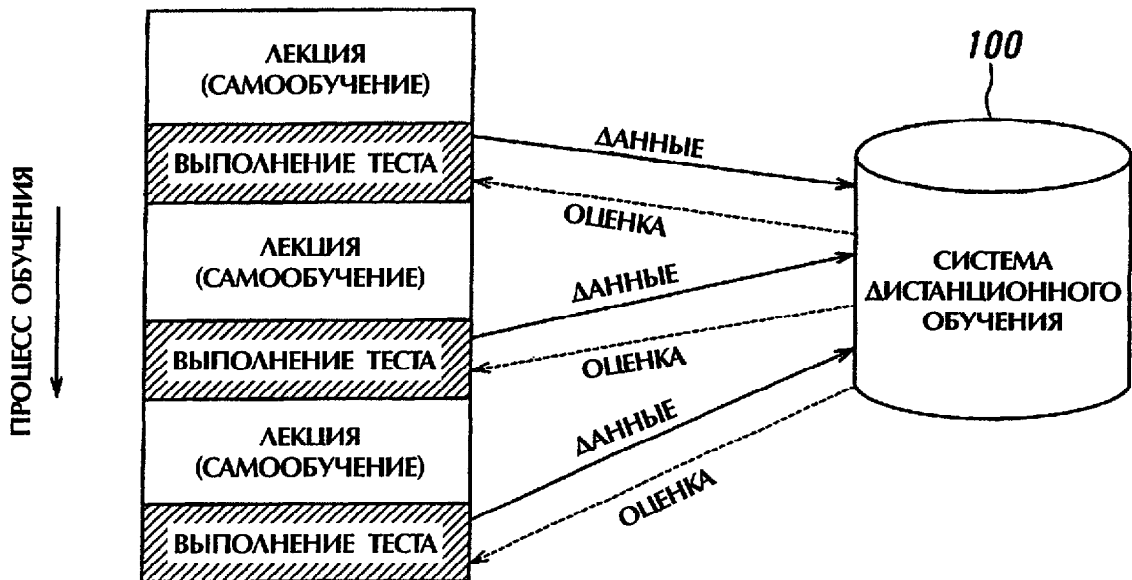 100
ЛЕКЦИЯ
(САМООБУЧЕНИЕ)
ВЫПОЛНЕНИЕ ТЕСТА
ДАННЫЕ
ОЦЕНКА
ПРОЦЕСС ОБУЧЕНИЯ
ЛЕКЦИЯ
(САМООБУЧЕНИЕ)
ДАННЫЕ
СИСТЕМА
ДИСТАНЦИОННОГО
ОБУЧЕНИЯ
ВЫПОЛНЕНИЕ ТЕСТА
ОЦЕНКА
ЛЕКЦИЯ
(САМООБУЧЕНИЕ)
ДАННЫЕ
ОЦЕНКА
ВЫПОЛНЕНИЕ ТЕСТА